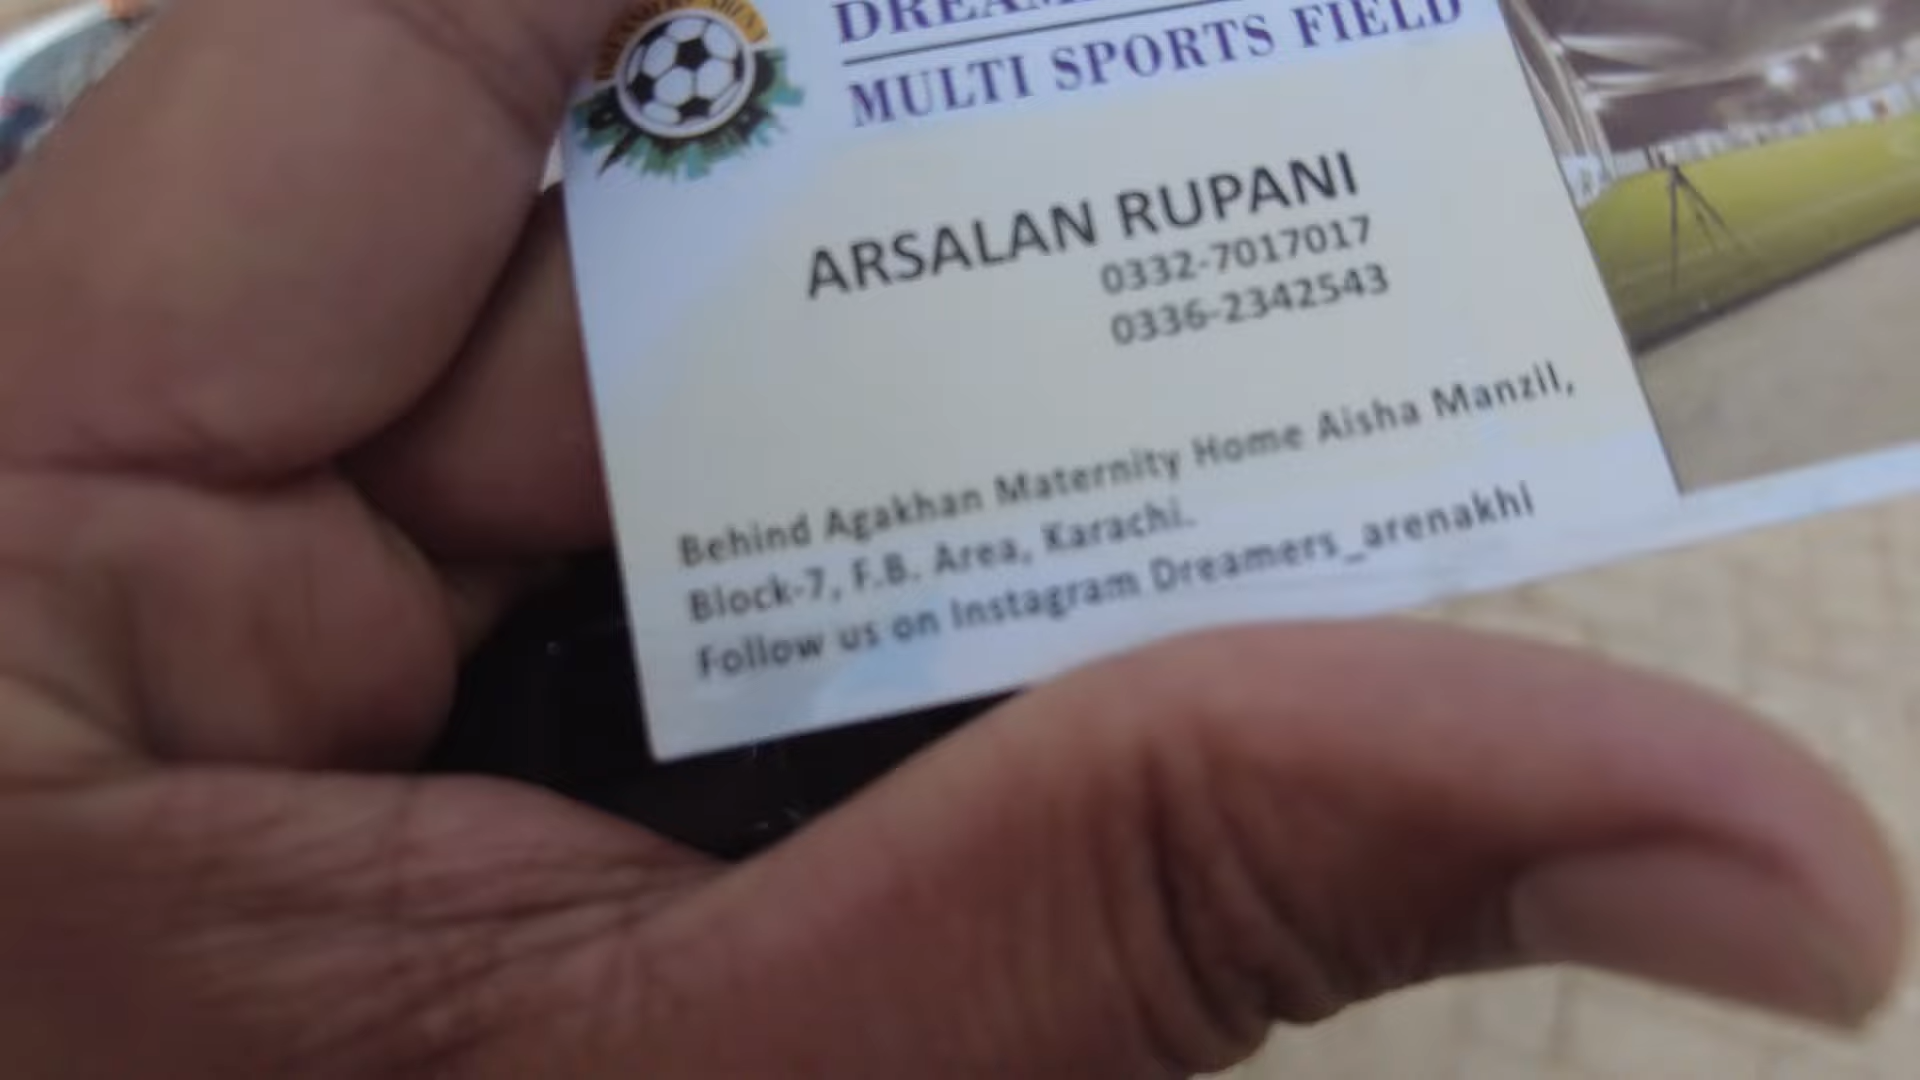 MULTI SPORTS FIELD
ARSALAN RUPANI
0332-7017017
0336-2342543
Behind Agakhan Maternity Home Aisha Manzil,
Block-7, F.B. Area, Karachi.
Follow us on Instagram Dreamers_arenakhi